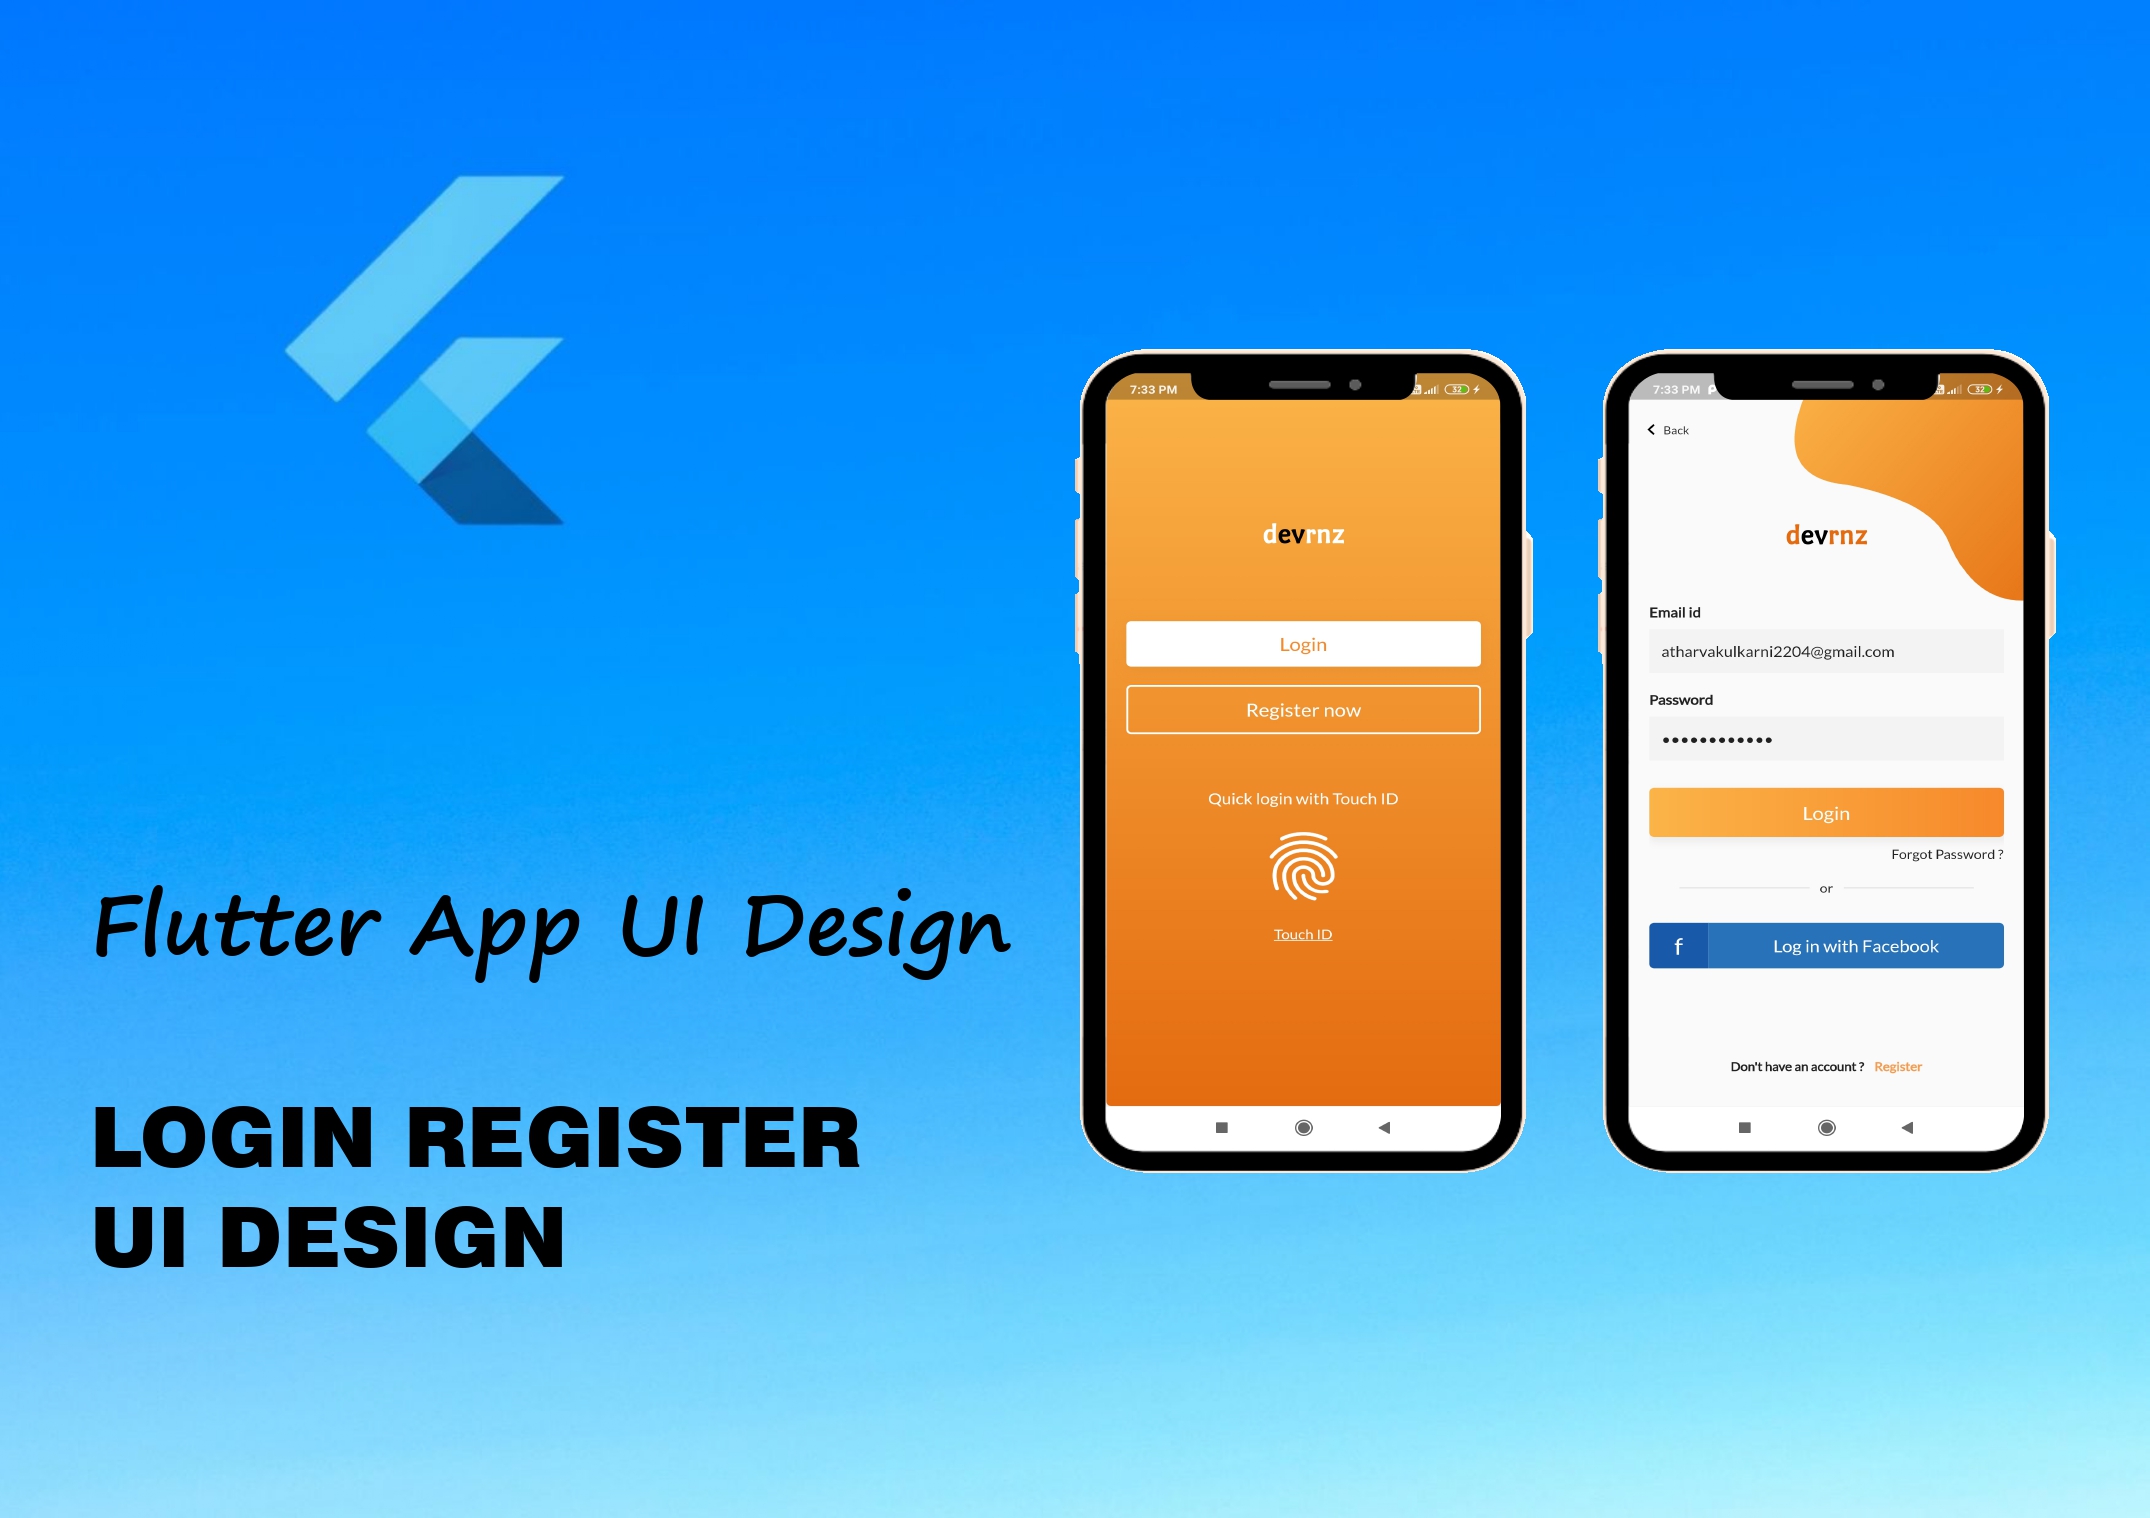 Flutter App UI Design
LOGIN REGISTER
UI DESIGN
7:33 PM
32
devrnz
Login
Register now
Quick login with Touch ID
Touch ID
7:33 PM
32
Back
devrnz
Email id
atharvakulkarni2204@gmail.com
Password
••••••••••••
Login
Forgot Password ?
or
f Log in with Facebook
Don't have an account ? Register